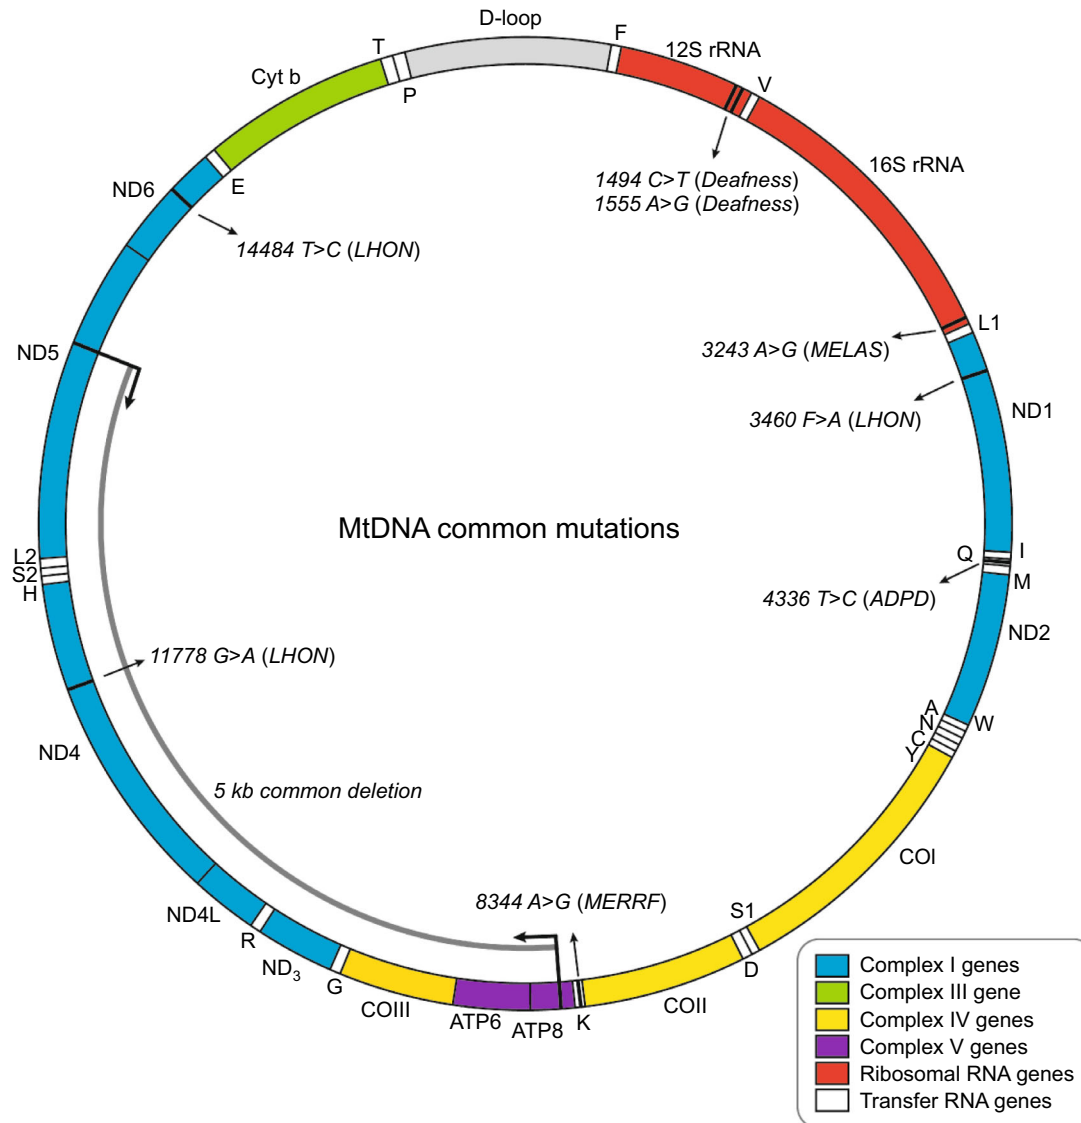 D-loop
T
F
12S rRNA
Cyt b
P
V
16S rRNA
1494 C>T (Deafness)
1555 A>G (Deafness)
ND6
E
14484 T>C (LHON)
L1
3243 A>G (MELAS)
ND5
ND1
3460 F>A (LHON)
MtDNA common mutations
L2
S2
H
Q
I
M
4336 T>C (ADPD)
ND2
11778 G>A (LHON)
A
N
C
Y
W
ND4
5 kb common deletion
COI
8344 A>G (MERRF)
S1
ND4L
R
ND3
G
D
COIII
ATP6
ATP8
K
COII
Complex I genes
Complex III gene
Complex IV genes
Complex V genes
Ribosomal RNA genes
Transfer RNA genes